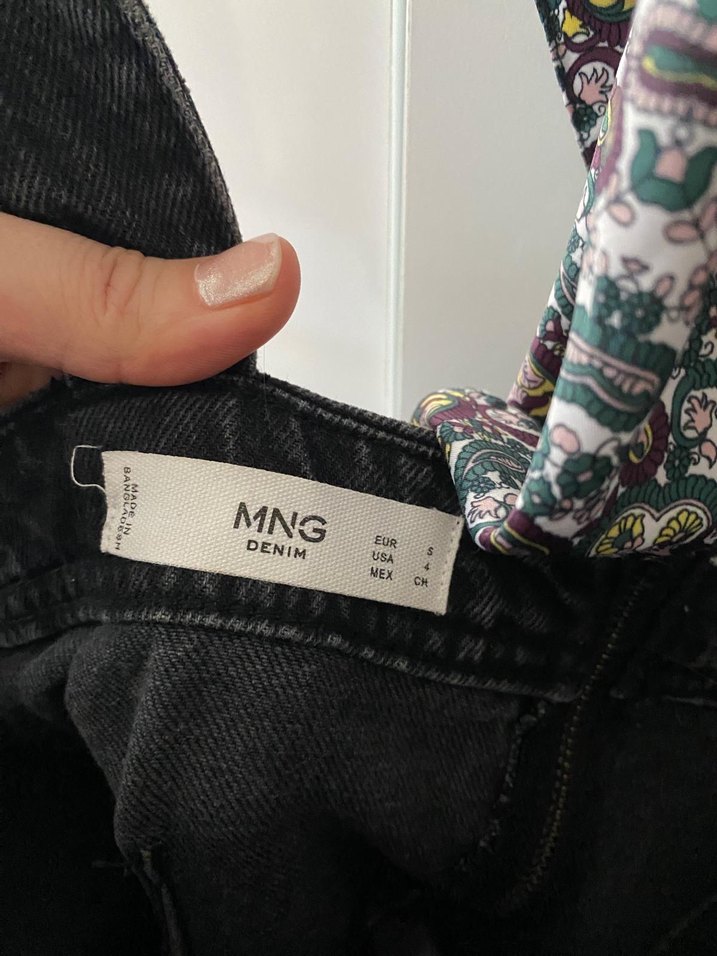 MADE IN
BANGLADESH
MNG
DENIM
EUR S
USA 4
MEX CH